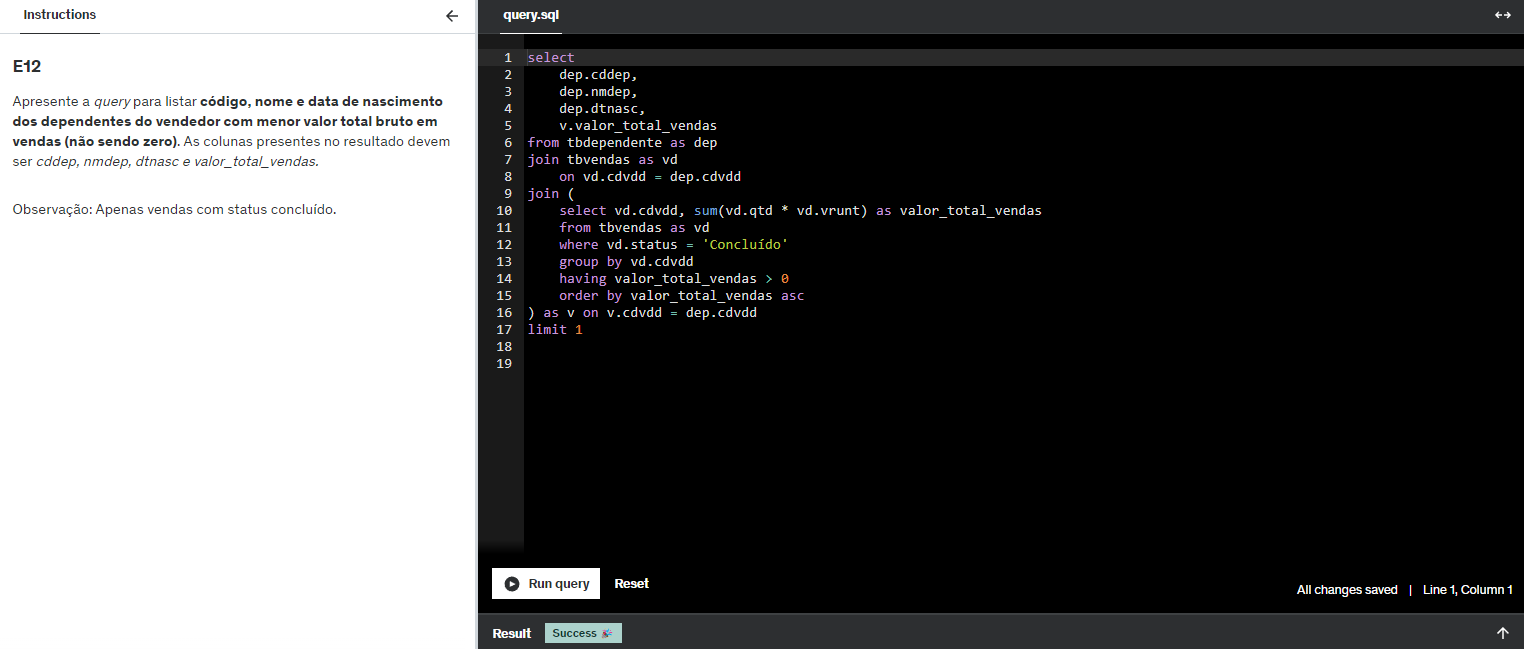 Instructions
E12
Apresente a query para listar código, nome e data de nascimento
dos dependentes do vendedor com menor valor total bruto em
vendas (não sendo zero). As colunas presentes no resultado devem
ser cddep, nmdep, dtnasc e valor_total_vendas.
Observação: Apenas vendas com status concluído.
query.sql
1 select
2     dep.cddep,
3     dep.nmdep,
4     dep.dtnasc,
5     v.valor_total_vendas
6 from tbdependente as dep
7 join tbvendas as vd
8     on vd.cdvdd = dep.cdvdd
9 join (
10     select vd.cdvdd, sum(vd.qtd * vd.vrunt) as valor_total_vendas
11     from tbvendas as vd
12     where vd.status = 'Concluído'
13     group by vd.cdvdd
14     having valor_total_vendas > 0
15     order by valor_total_vendas asc
16 ) as v on v.cdvdd = dep.cdvdd
17 limit 1
18
19
Run query Reset
All changes saved | Line 1, Column 1
Result Success 🎉